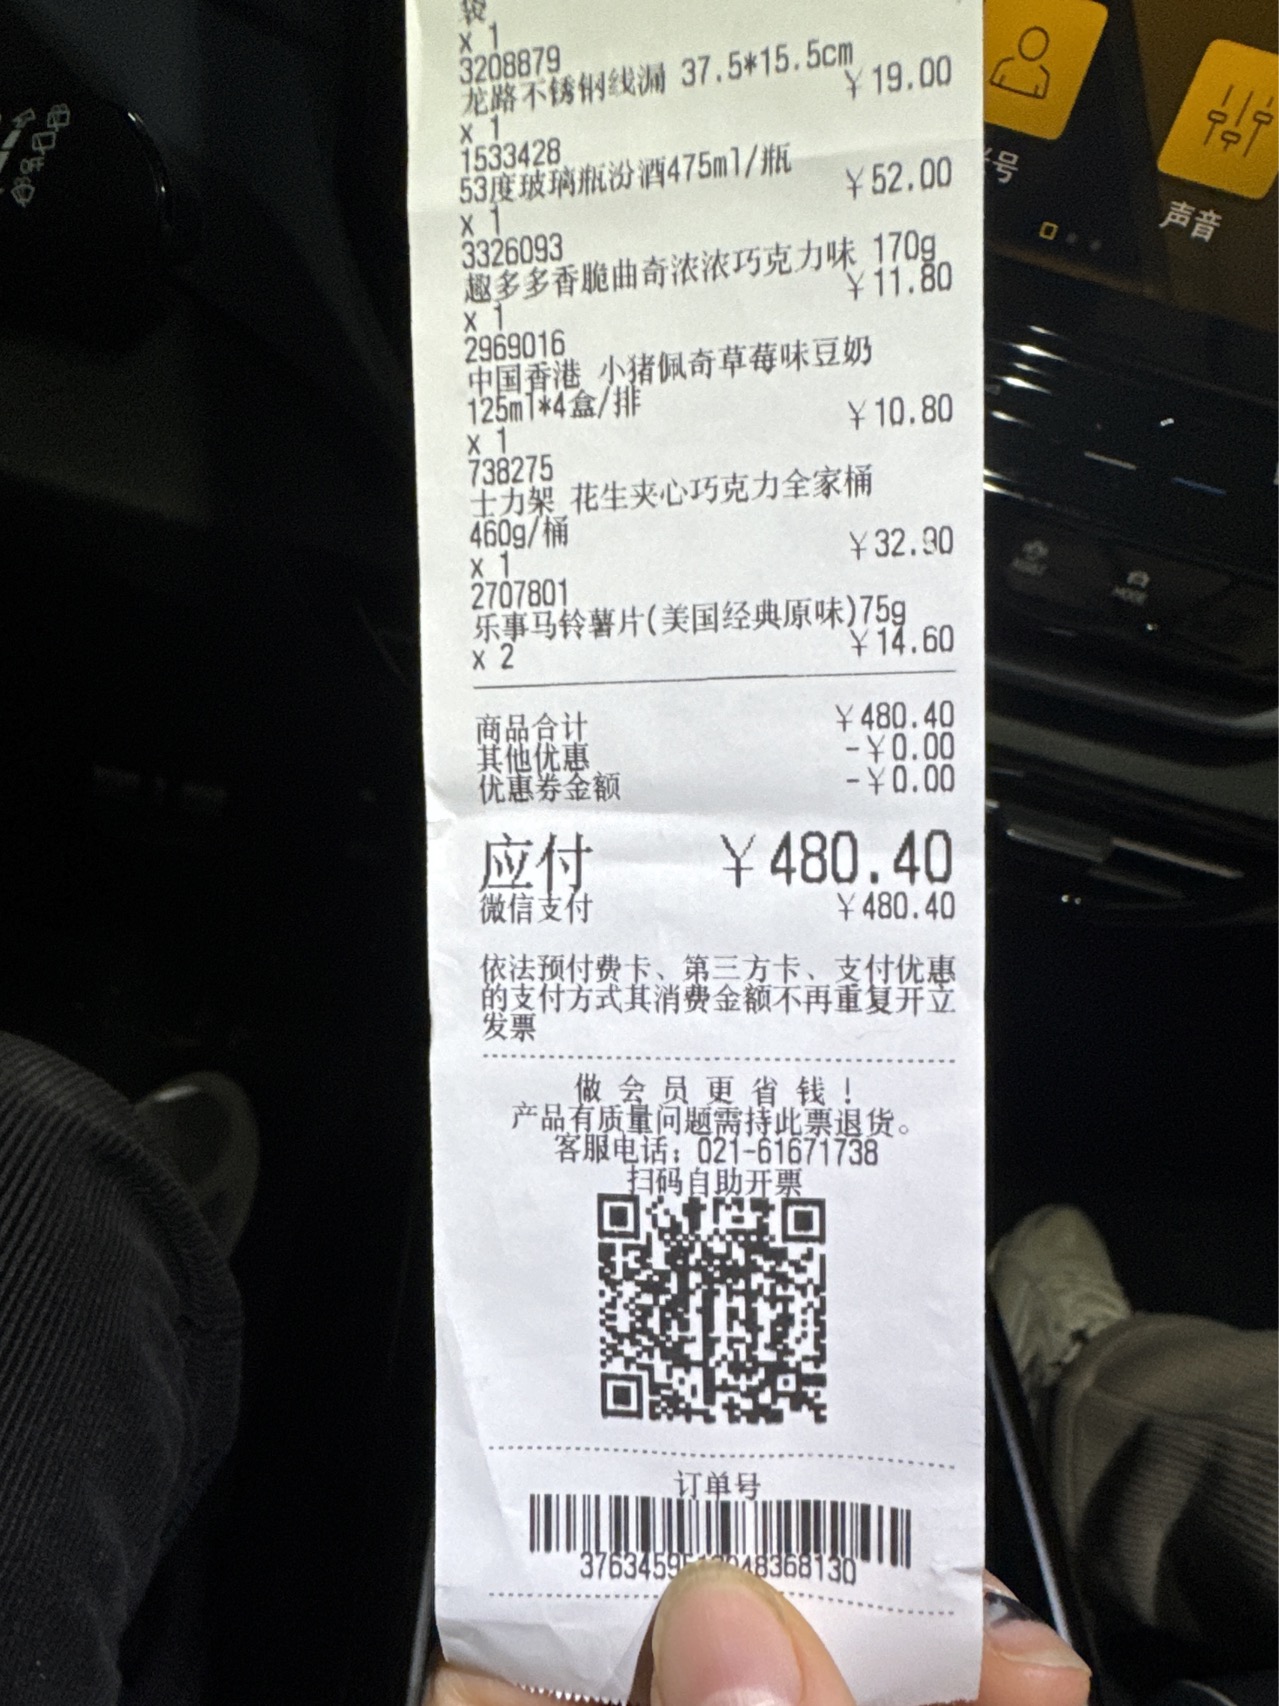 袋
x 1
3208879
龙路不锈钢线漏 37.5*15.5cm
￥19.00
x 1
1533428
53度玻璃瓶汾酒475ml/瓶
￥52.00
x 1
3326093
趣多多香脆曲奇浓浓巧克力味 170g
￥11.80
x 1
2969016
中国香港 小猪佩奇草莓味豆奶
125ml*4盒/排
￥10.80
x 1
738275
士力架 花生夹心巧克力全家桶
460g/桶
￥32.90
x 1
2707801
乐事马铃薯片(美国经典原味)75g
￥14.60
x 2
商品合计 ￥480.40
其他优惠 -￥0.00
优惠券金额 -￥0.00
应付 ￥480.40
微信支付 ￥480.40
依法预付费卡、第三方卡、支付优惠
的支付方式其消费金额不再重复开立
发票
做会员更省钱!
产品有质量问题需持此票退货。
客服电话: 021-61671738
扫码自助开票
订单号
号
声音
OFF
MODE